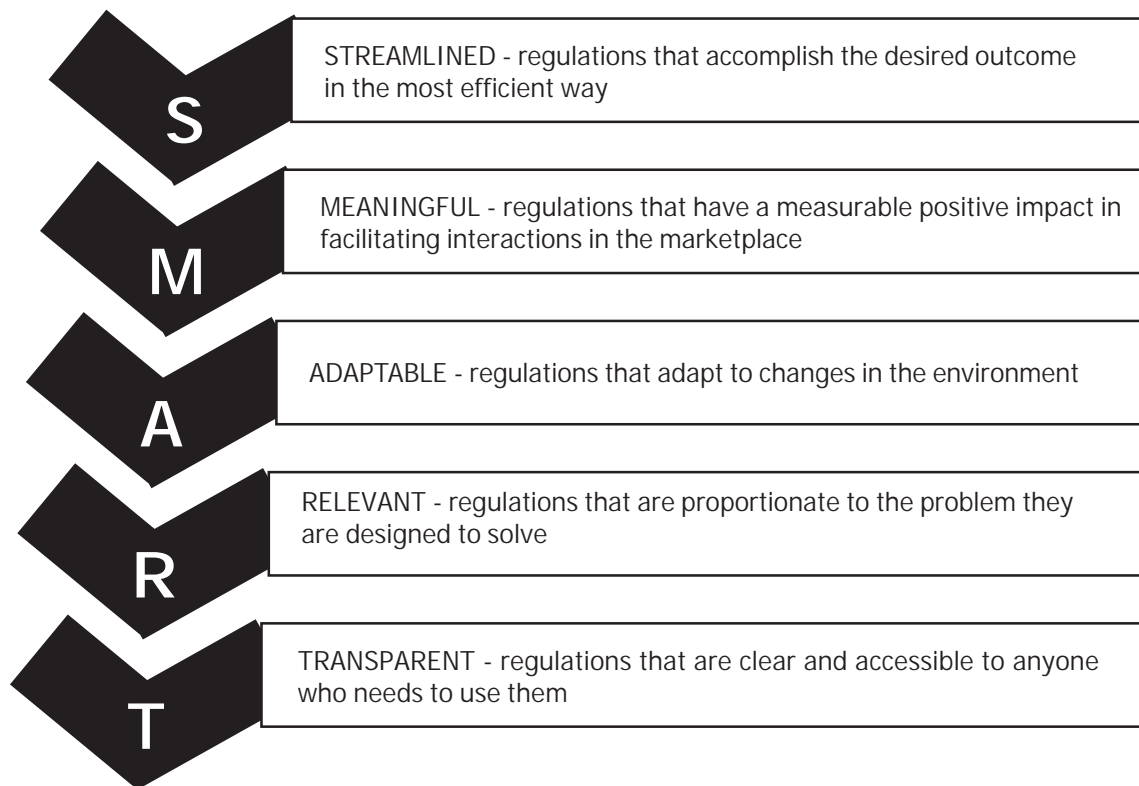 S
STREAMLINED - regulations that accomplish the desired outcome
in the most efficient way
M
MEANINGFUL - regulations that have a measurable positive impact in
facilitating interactions in the marketplace
A
ADAPTABLE - regulations that adapt to changes in the environment
R
RELEVANT - regulations that are proportionate to the problem they
are designed to solve
T
TRANSPARENT - regulations that are clear and accessible to anyone
who needs to use them